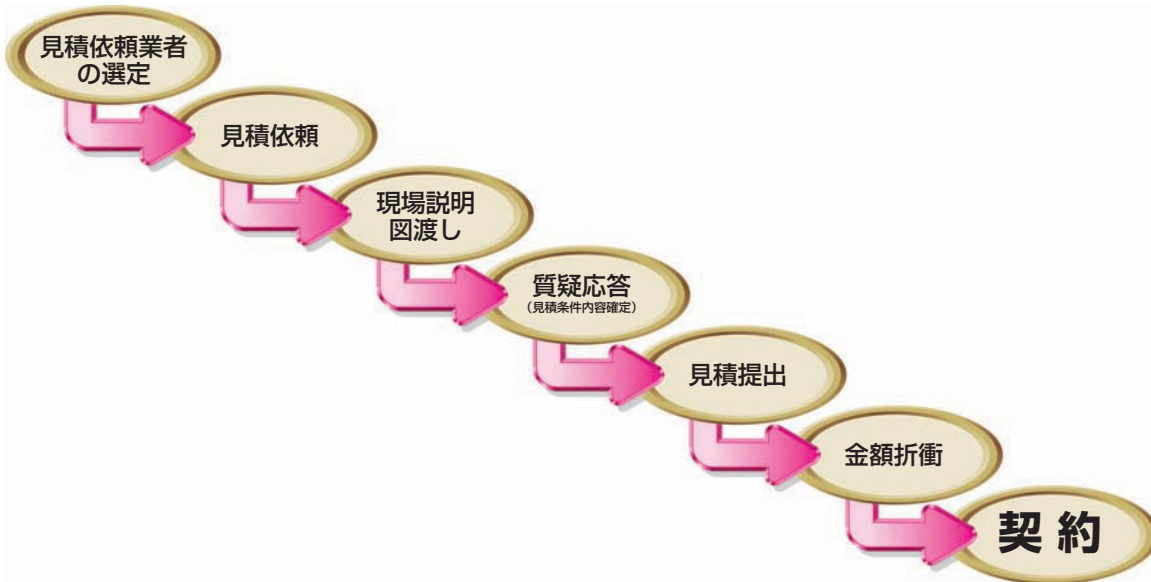 見積依頼業者
の選定
見積依頼
現場説明
図渡し
質疑応答
(見積条件内容確定)
見積提出
金額折衝
契約